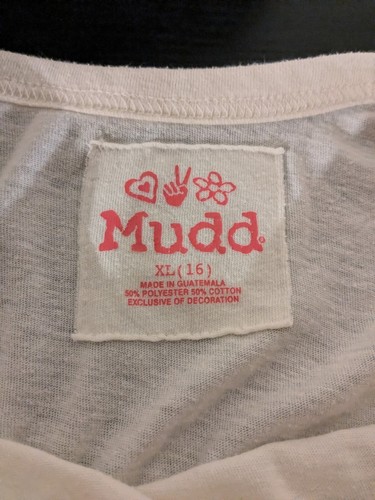 Mudd®
XL(16)
MADE IN GUATEMALA
50% POLYESTER 50% COTTON
EXCLUSIVE OF DECORATION